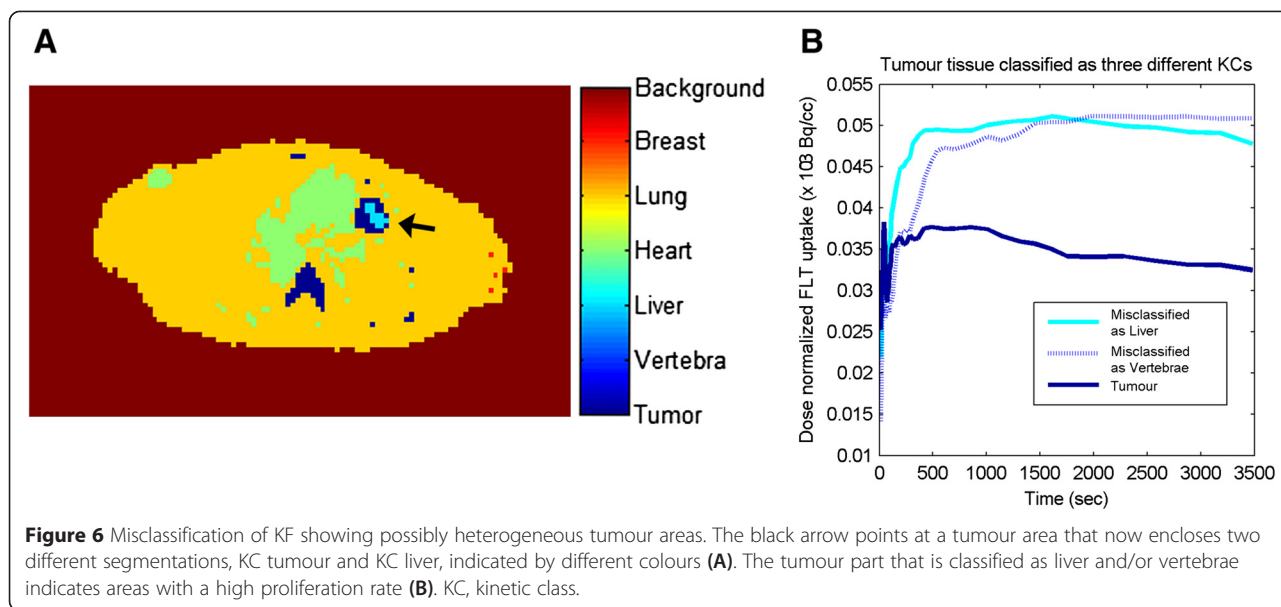 A
Background
Breast
Lung
Heart
Liver
Vertebra
Tumor
B
Tumour tissue classified as three different KCs
Dose normalized FLT uptake (x 103 Bq/cc)
0.055
0.05
0.045
0.04
0.035
0.03
0.025
0.02
0.015
0.01
0 500 1000 1500 2000 2500 3000 3500
Time (sec)
Misclassified
as Liver
Misclassified
as Vertebrae
Tumour
Figure 6 Misclassification of KF showing possibly heterogeneous tumour areas. The black arrow points at a tumour area that now encloses two
different segmentations, KC tumour and KC liver, indicated by different colours (A). The tumour part that is classified as liver and/or vertebrae
indicates areas with a high proliferation rate (B). KC, kinetic class.